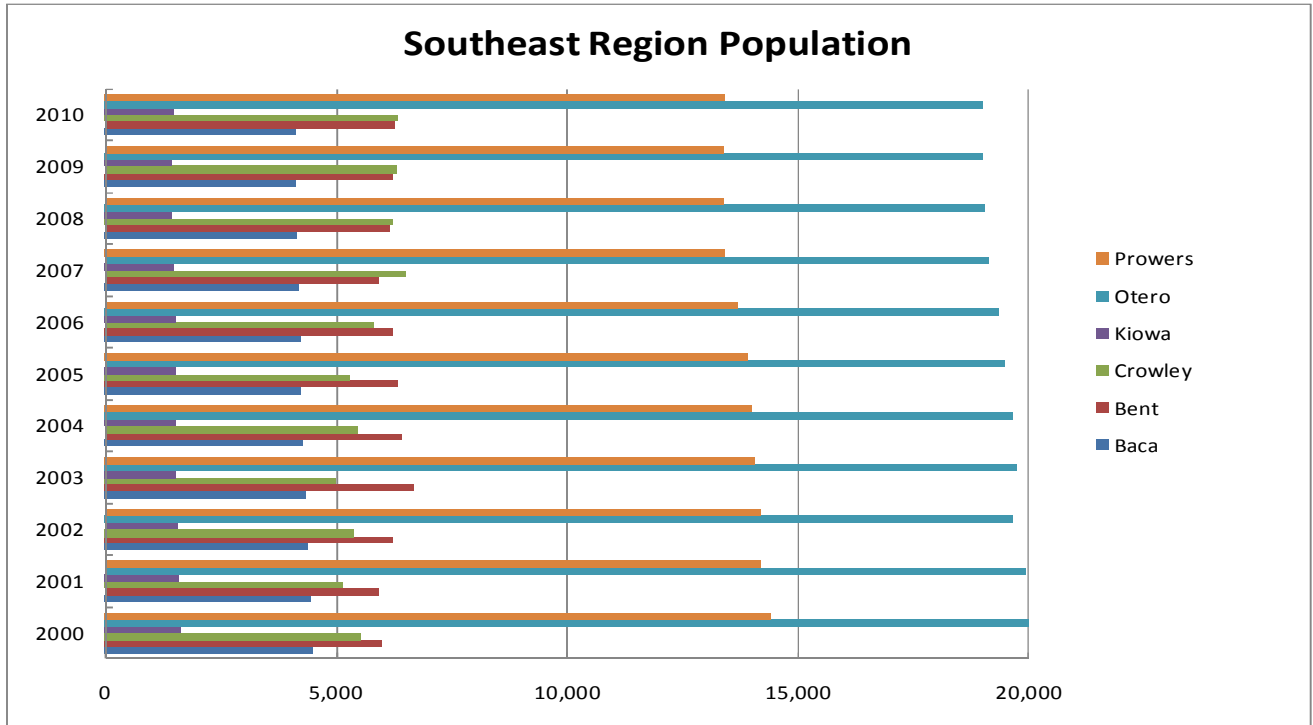 Southeast Region Population
2010
2009
2008
2007
2006
2005
2004
2003
2002
2001
2000
0 5,000 10,000 15,000 20,000
Prowers
Otero
Kiowa
Crowley
Bent
Baca